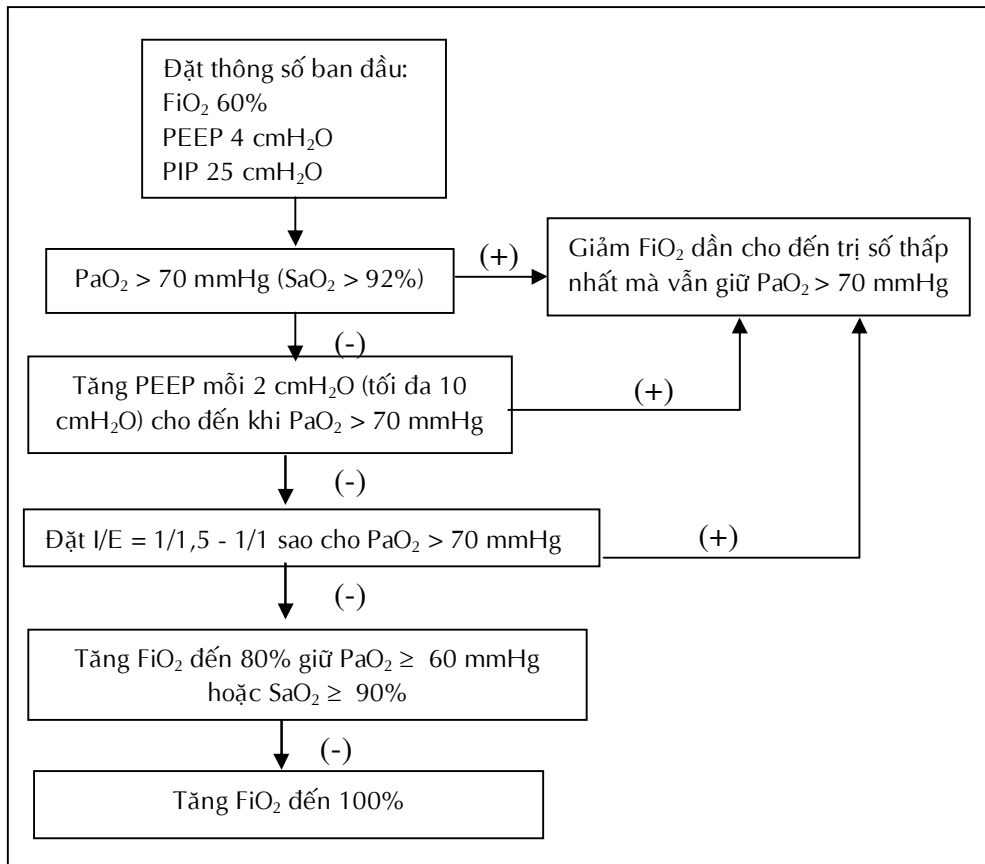 Đặt thông số ban đầu:
FiO₂ 60%
PEEP 4 cmH₂O
PIP 25 cmH₂O
PaO₂ > 70 mmHg (SaO₂ > 92%)
(+)
Giảm FiO₂ dần cho đến trị số thấp
nhất mà vẫn giữ PaO₂ > 70 mmHg
(-)
Tăng PEEP mỗi 2 cmH₂O (tối đa 10
cmH₂O) cho đến khi PaO₂ > 70 mmHg
(+)
(-)
Đặt I/E = 1/1,5 - 1/1 sao cho PaO₂ > 70 mmHg
(+)
(-)
Tăng FiO₂ đến 80% giữ PaO₂ ≥ 60 mmHg
hoặc SaO₂ ≥ 90%
(-)
Tăng FiO₂ đến 100%